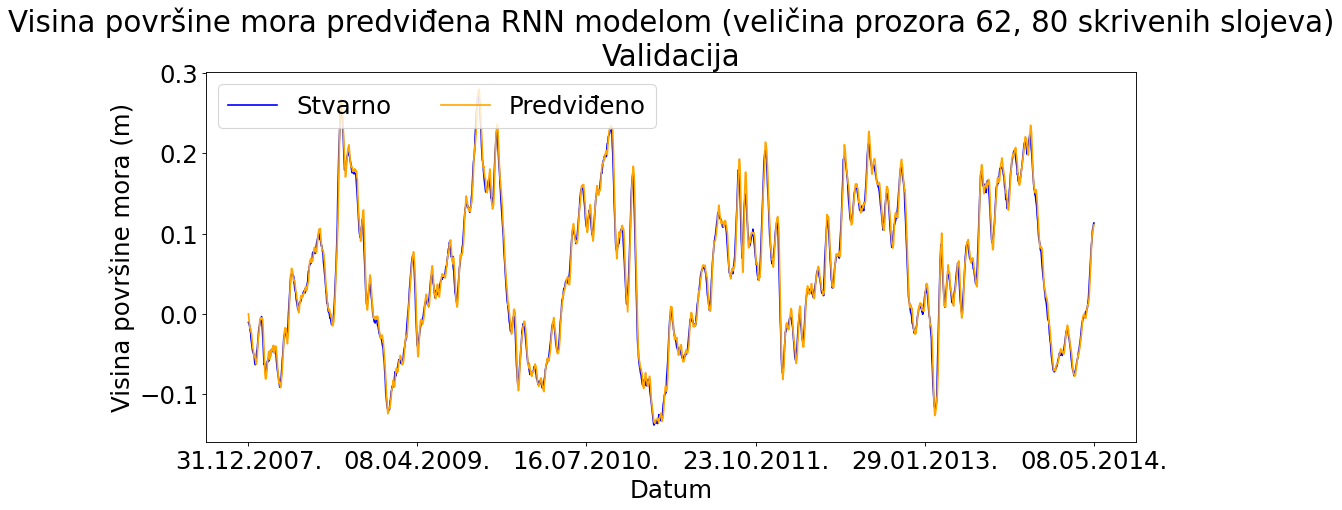 Visina površine mora predviđena RNN modelom (veličina prozora 62, 80 skrivenih slojeva)
Validacija
Stvarno Predviđeno
Visina površine mora (m)
0.3
0.2
0.1
0.0
−0.1
31.12.2007. 08.04.2009. 16.07.2010. 23.10.2011. 29.01.2013. 08.05.2014.
Datum